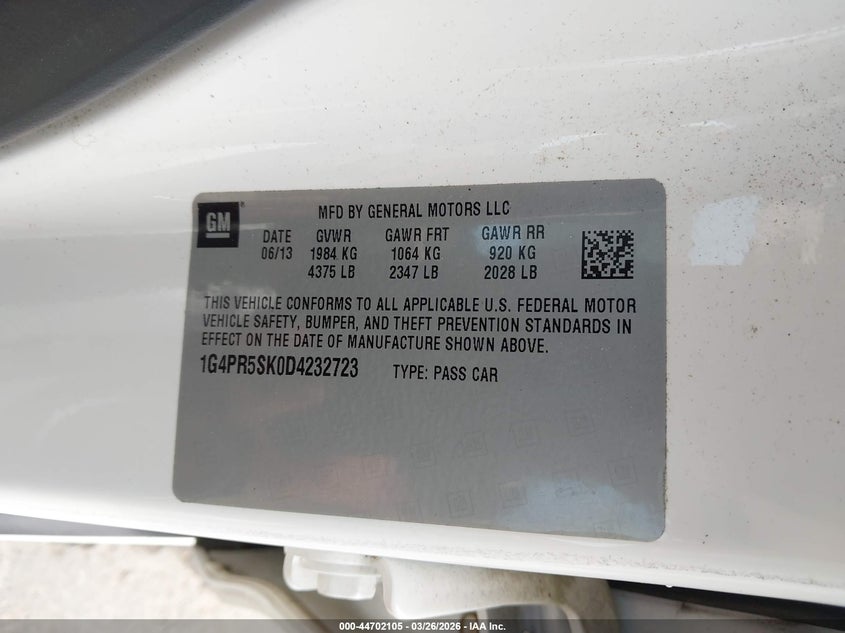 GM®
MFD BY GENERAL MOTORS LLC
DATE GVWR GAWR FRT GAWR RR
06/13 1984 KG 1064 KG 920 KG
4375 LB 2347 LB 2028 LB
THIS VEHICLE CONFORMS TO ALL APPLICABLE U.S. FEDERAL MOTOR
VEHICLE SAFETY, BUMPER, AND THEFT PREVENTION STANDARDS IN
EFFECT ON THE DATE OF MANUFACTURE SHOWN ABOVE.
1G4PR5SK0D4232723 TYPE: PASS CAR
000-44702105 - 03/26/2026 - © IAA Inc.